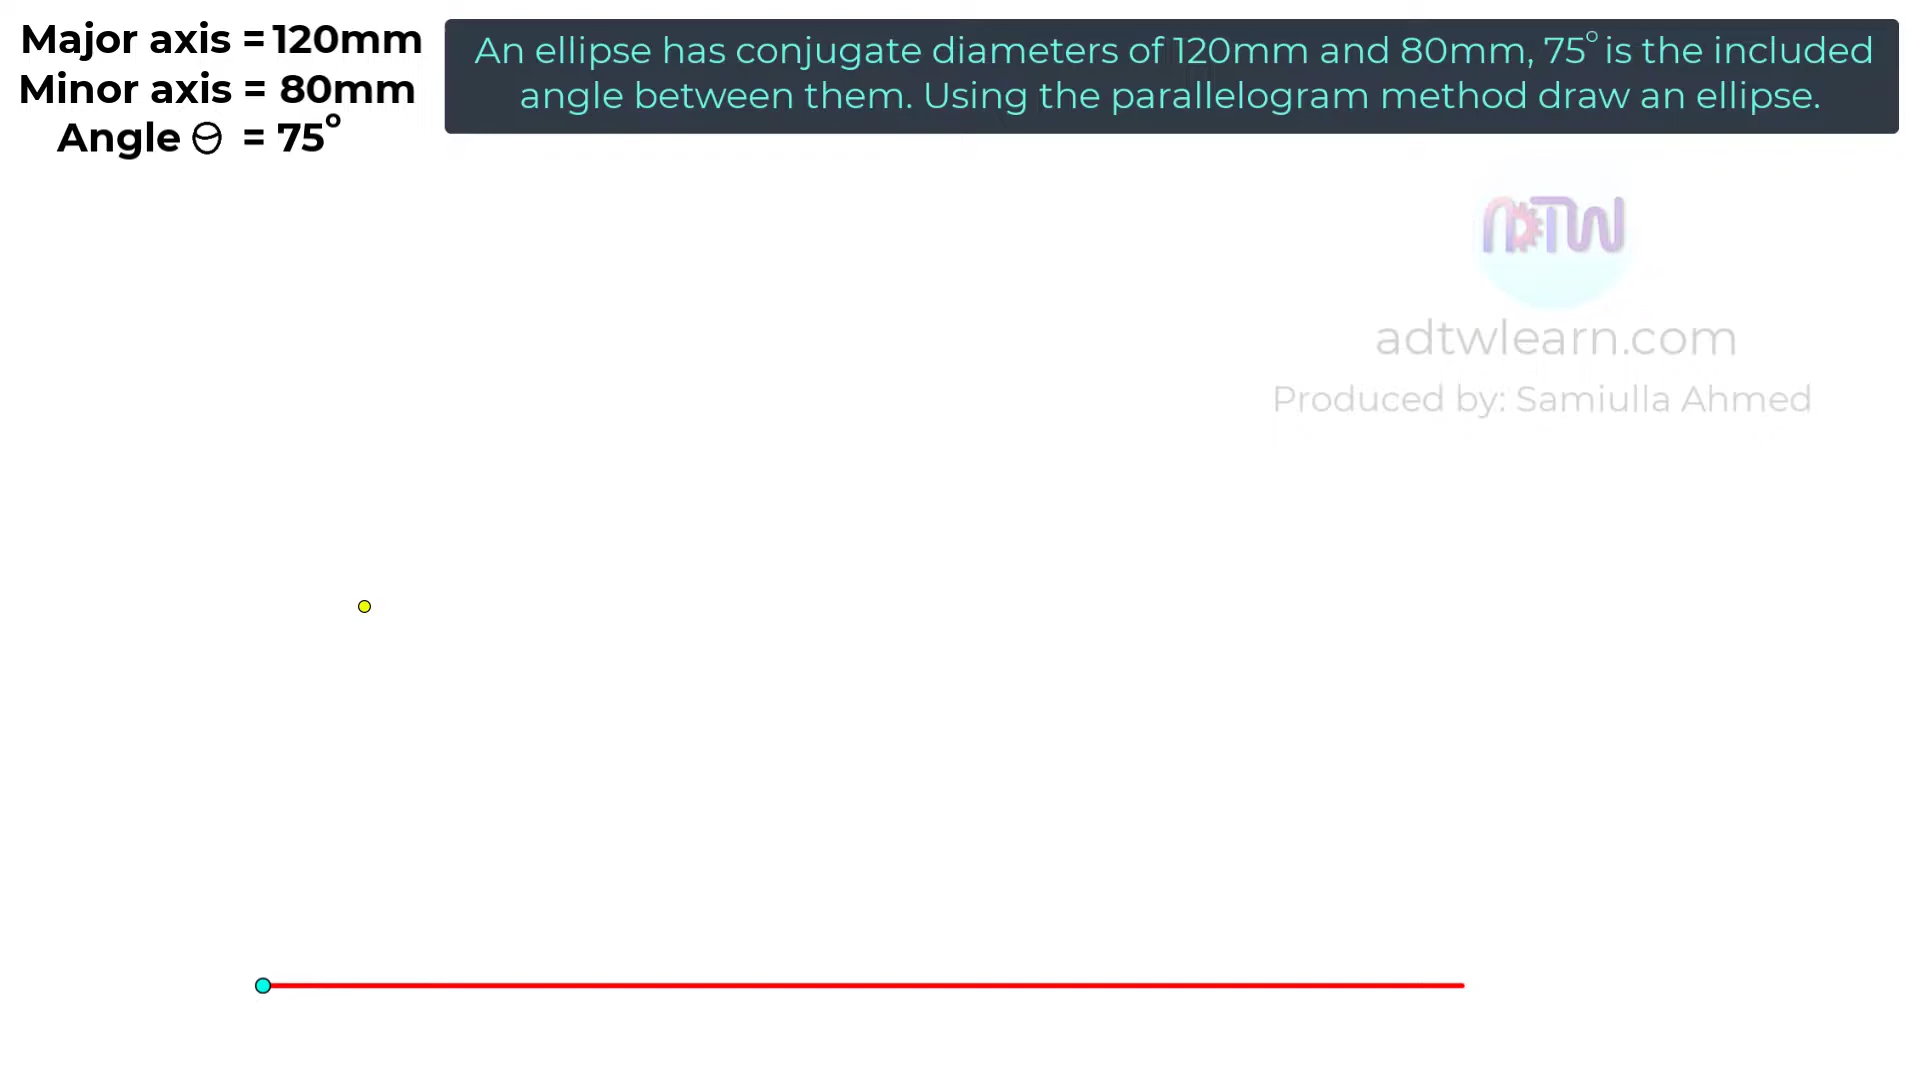 Major axis = 120mm
Minor axis = 80mm
Angle θ = 75°
An ellipse has conjugate diameters of 120mm and 80mm, 75° is the included
angle between them. Using the parallelogram method draw an ellipse.
ADTW
adtwlearn.com
Produced by: Samiulla Ahmed